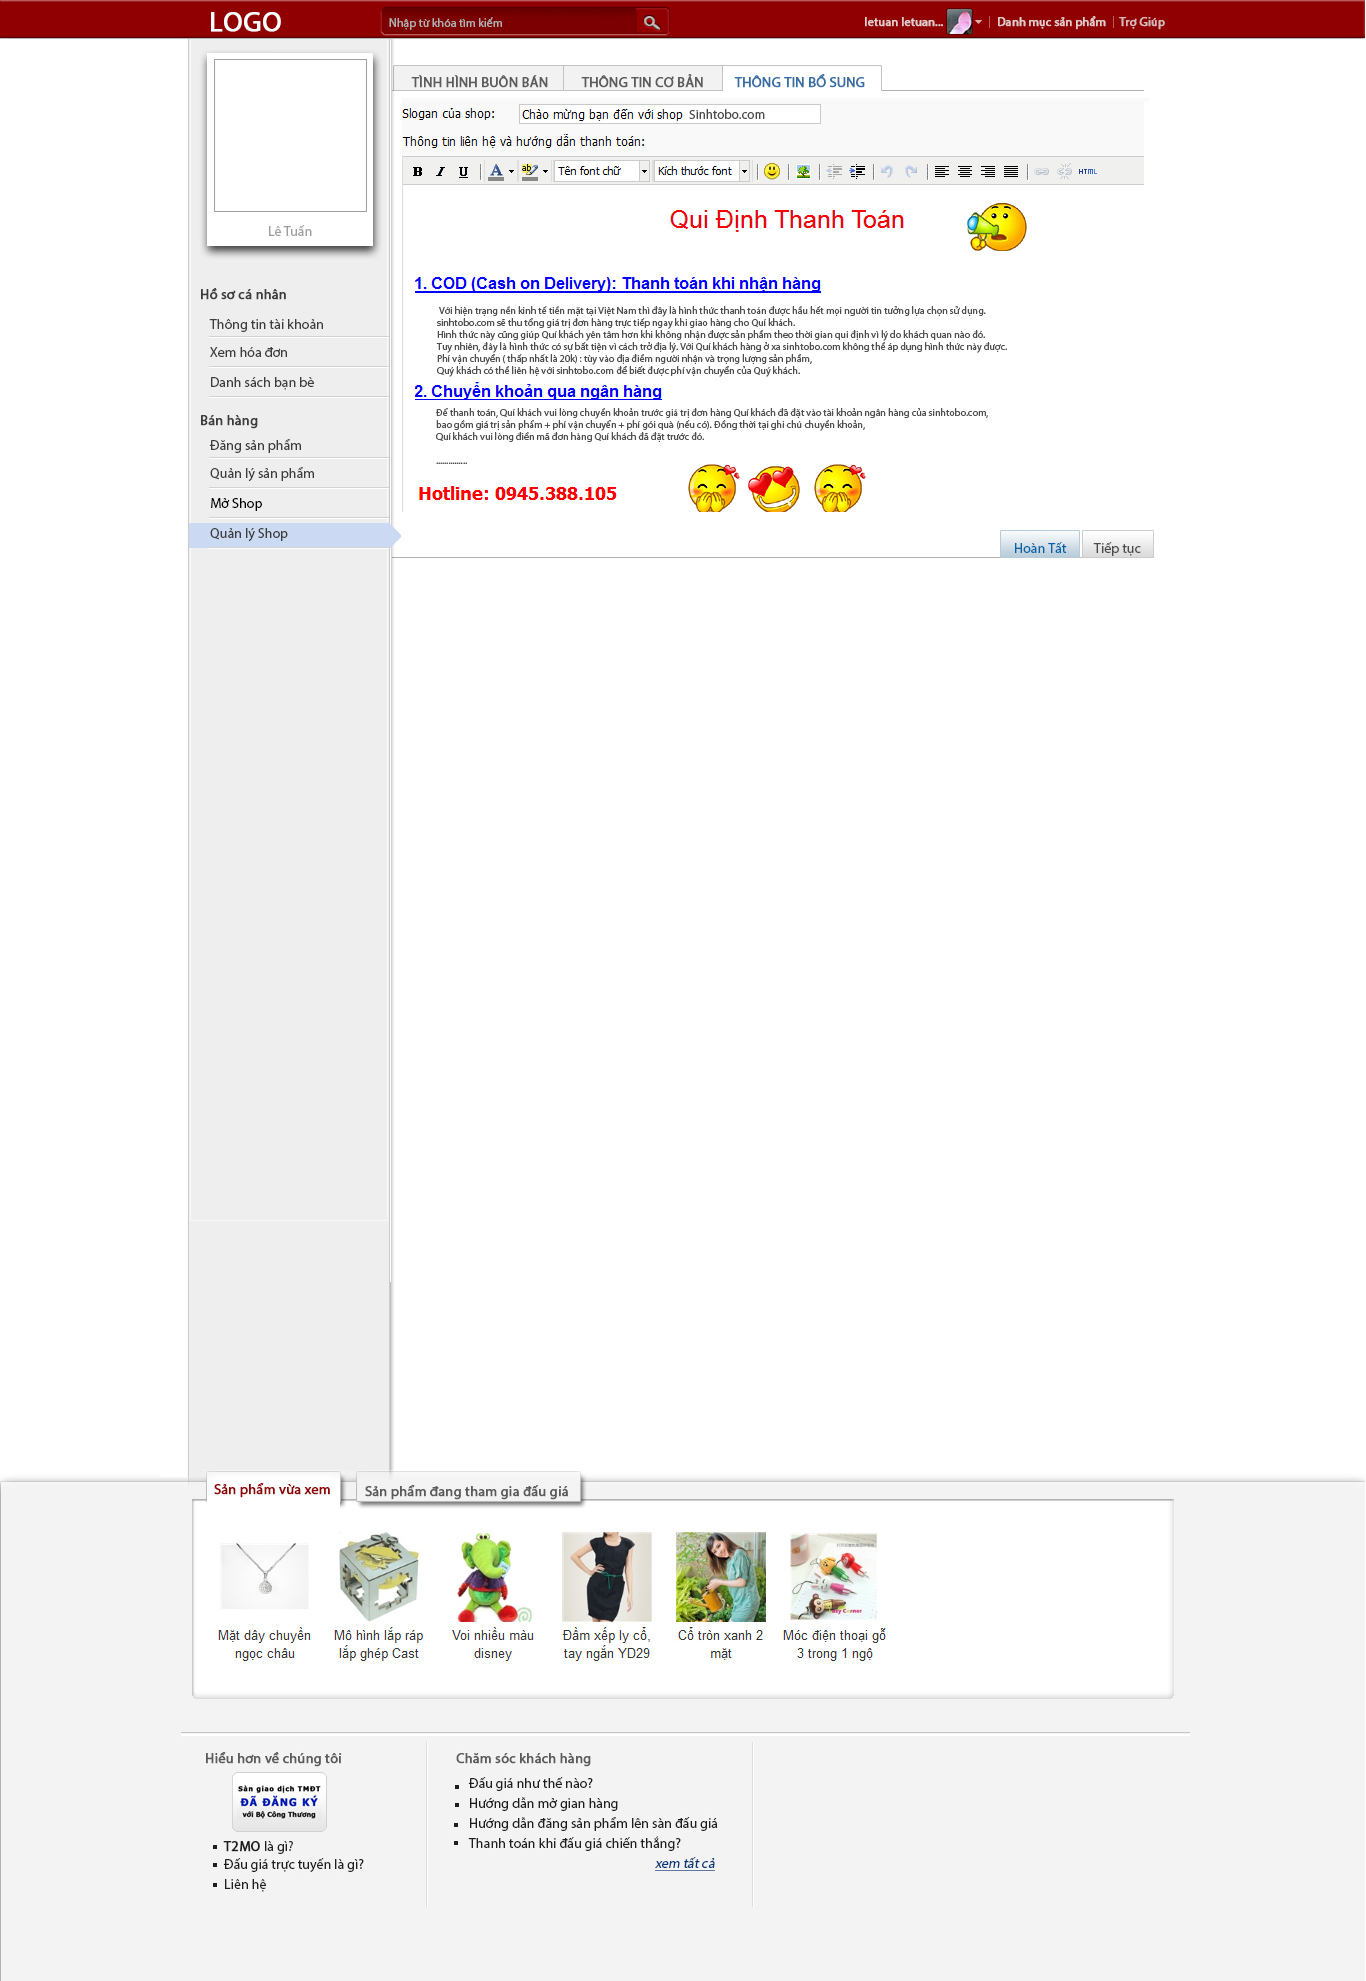 LOGO
Nhập từ khóa tìm kiếm
letuan letuan...
Danh mục sản phẩm
Trợ Giúp
Lê Tuấn
Hồ sơ cá nhân
Thông tin tài khoản
Xem hóa đơn
Danh sách bạn bè
Bán hàng
Đăng sản phẩm
Quản lý sản phẩm
Mở Shop
Quản lý Shop
TÌNH HÌNH BUÔN BÁN
THÔNG TIN CƠ BẢN
THÔNG TIN BỔ SUNG
Slogan của shop:
Chào mừng bạn đến với shop Sinhtobo.com
Thông tin liên hệ và hướng dẫn thanh toán:
B I U A ab Tên font chữ Kích thước font HTML
Qui Định Thanh Toán
1. COD (Cash on Delivery): Thanh toán khi nhận hàng
Với hiện trạng nền kinh tế tiền mặt tại Việt Nam thì đây là hình thức thanh toán được hầu hết mọi người tin tưởng lựa chọn sử dụng.
sinhtobo.com sẽ thu tổng giá trị đơn hàng trực tiếp ngay khi giao hàng cho Quí khách.
Hình thức này cũng giúp Quí khách yên tâm hơn khi không nhận được sản phẩm theo thời gian qui định vì lý do khách quan nào đó.
Tuy nhiên, đây là hình thức có sự bất tiện vì cách trở địa lý. Với Quí khách hàng ở xa sinhtobo.com không thể áp dụng hình thức này được.
Phí vận chuyển ( thấp nhất là 20k) : tùy vào địa điểm người nhận và trọng lượng sản phẩm,
Quý khách có thể liên hệ với sinhtobo.com để biết được phí vận chuyển của Quý khách.
2. Chuyển khoản qua ngân hàng
Để thanh toán, Quí khách vui lòng chuyển khoản trước giá trị đơn hàng Quí khách đã đặt vào tài khoản ngân hàng của sinhtobo.com,
bao gồm giá trị sản phẩm + phí vận chuyển + phí gói quà (nếu có). Đồng thời tại ghi chú chuyển khoản,
Quí khách vui lòng điền mã đơn hàng Quí khách đã đặt trước đó.
...............
Hotline: 0945.388.105
Hoàn Tất
Tiếp tục
Sản phẩm vừa xem
Sản phẩm đang tham gia đấu giá
Mặt dây chuyền
ngọc châu
Mô hình lắp ráp
lắp ghép Cast
Voi nhiều màu
disney
Đầm xếp ly cổ,
tay ngắn YD29
Cổ tròn xanh 2
mặt
Móc điện thoại gỗ
3 trong 1 ngộ
Hiểu hơn về chúng tôi
Sàn giao dịch TMĐT
ĐÃ ĐĂNG KÝ
với Bộ Công Thương
T2MO là gì?
Đấu giá trực tuyến là gì?
Liên hệ
Chăm sóc khách hàng
Đấu giá như thế nào?
Hướng dẫn mở gian hàng
Hướng dẫn đăng sản phẩm lên sàn đấu giá
Thanh toán khi đấu giá chiến thắng?
xem tất cả